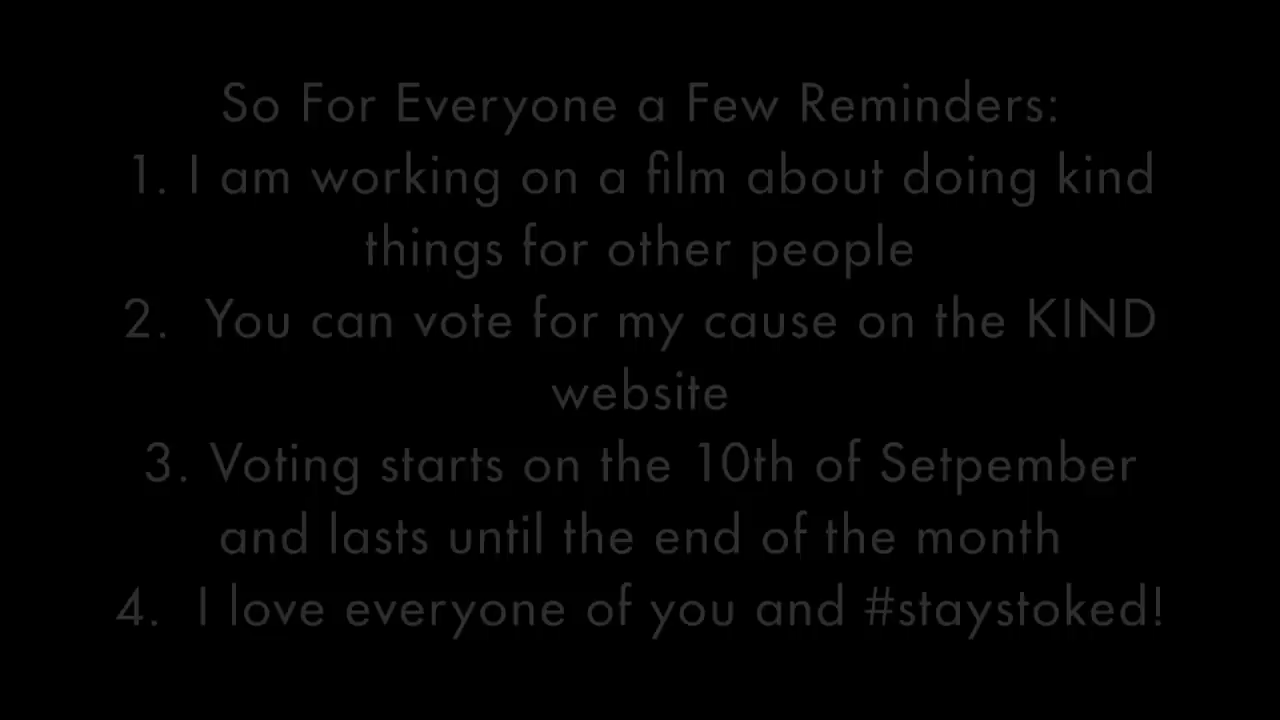 So For Everyone a Few Reminders:
1. I am working on a film about doing kind
things for other people
2. You can vote for my cause on the KIND
website
3. Voting starts on the 10th of Setpember
and lasts until the end of the month
4. I love everyone of you and #staystoked!